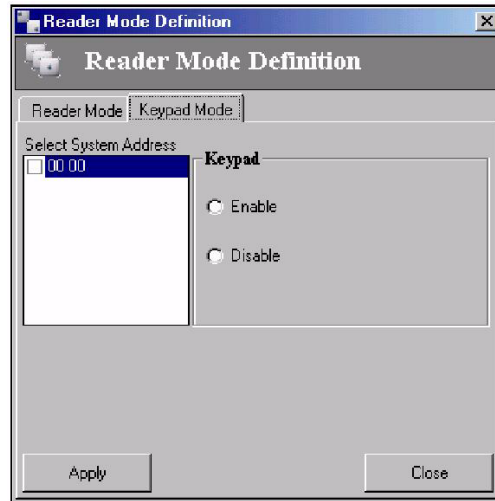 Reader Mode Definition
Reader Mode Definition
Reader Mode
Keypad Mode
Select System Address
00 00
Keypad
Enable
Disable
Apply
Close